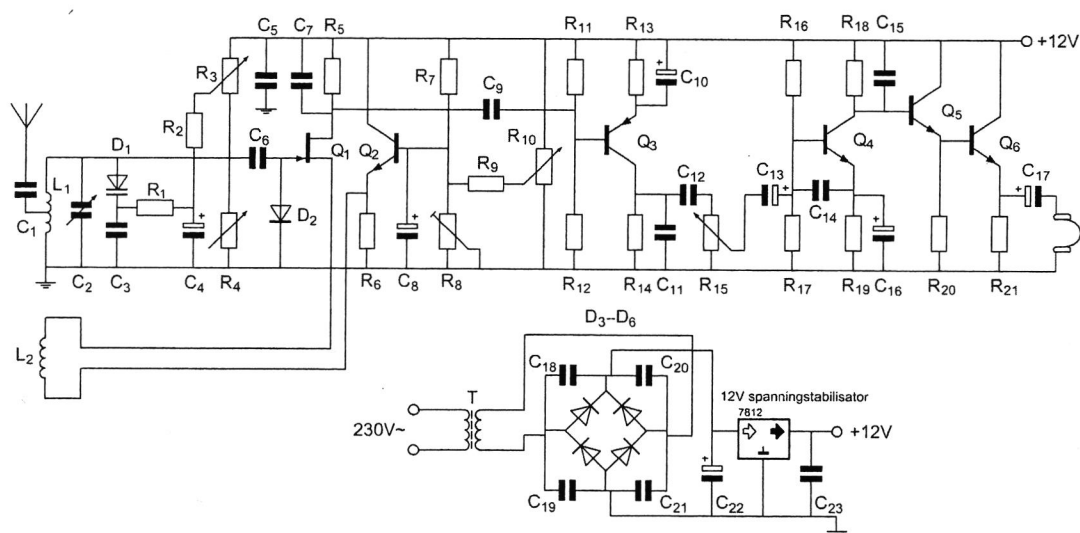 C5 C7 R5 R11 R13 R16 R18 C15
+12V
R3 R7 C10
C9
R2 C6 R10 Q5
D1 Q1 Q2 Q3 Q4 Q6
L1 R1 R9 C12 C13 C17
C1 D2 C14
C2 C3 C4 R4 R6 C8 R8 R12 R14 C11 R15 R17 R19 C16 R20 R21
D3--D6
L2 C18 C20
T 12V spanningstabilisator
7812
230V~ +12V
C19 C21 C22 C23